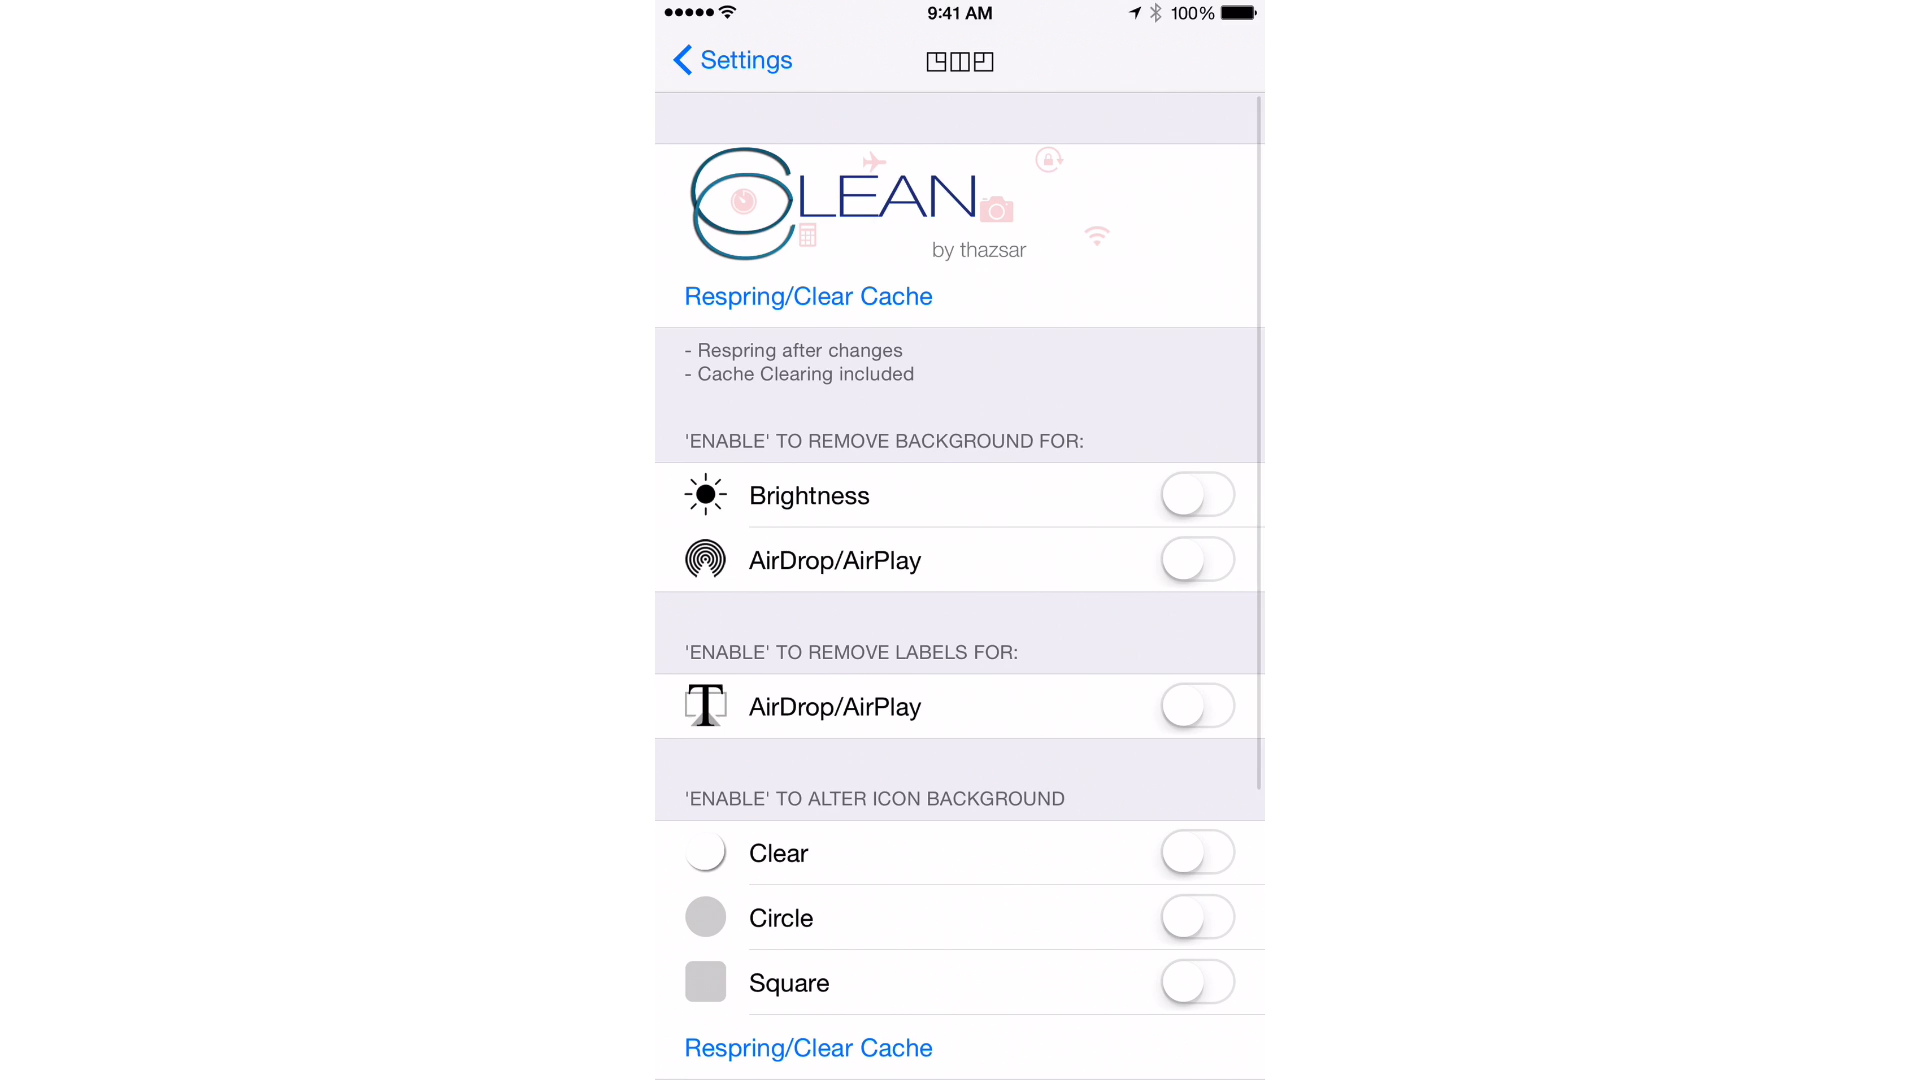 9:41 AM
100%
Settings
◳◫◰
CLEAN
by thazsar
Respring/Clear Cache
- Respring after changes
- Cache Clearing included
'ENABLE' TO REMOVE BACKGROUND FOR:
Brightness
AirDrop/AirPlay
'ENABLE' TO REMOVE LABELS FOR:
T
AirDrop/AirPlay
'ENABLE' TO ALTER ICON BACKGROUND
Clear
Circle
Square
Respring/Clear Cache